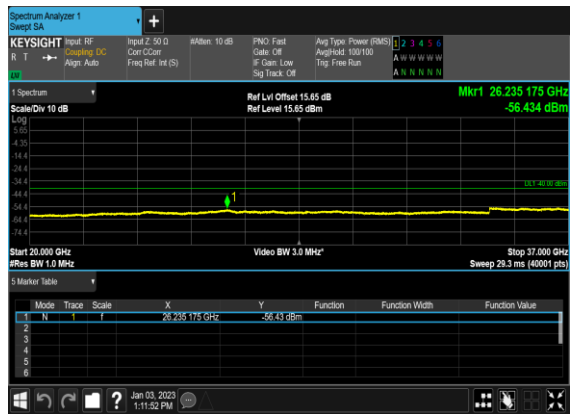 Spectrum Analyzer 1
Swept SA
+
KEYSIGHT Input: RF Input Z: 50 Ω #Atten: 10 dB PNO: Fast Avg Type: Power (RMS) 1 2 3 4 5 6
R T Coupling: DC Corr CCorr Gate: Off Avg|Hold: 100/100 A W W W W W
Align: Auto Freq Ref: Int (S) IF Gain: Low Trig: Free Run
LW Sig Track: Off A N N N N N
1 Spectrum Ref Lvl Offset 15.65 dB Mkr1 26.235 175 GHz
Scale/Div 10 dB Ref Level 15.65 dBm -56.434 dBm
Log
5.65
-4.35
-14.4
-24.4
-34.4 DL1 -40.00 dBm
-44.4 1
-54.4
-64.4
-74.4
Start 20.000 GHz Video BW 3.0 MHz* Stop 37.000 GHz
#Res BW 1.0 MHz Sweep 29.3 ms (40001 pts)
5 Marker Table
Mode Trace Scale X Y Function Function Width Function Value
1 N 1 f 26.235 175 GHz -56.43 dBm
2
3
4
5
6
? Jan 03, 2023
1:11:52 PM